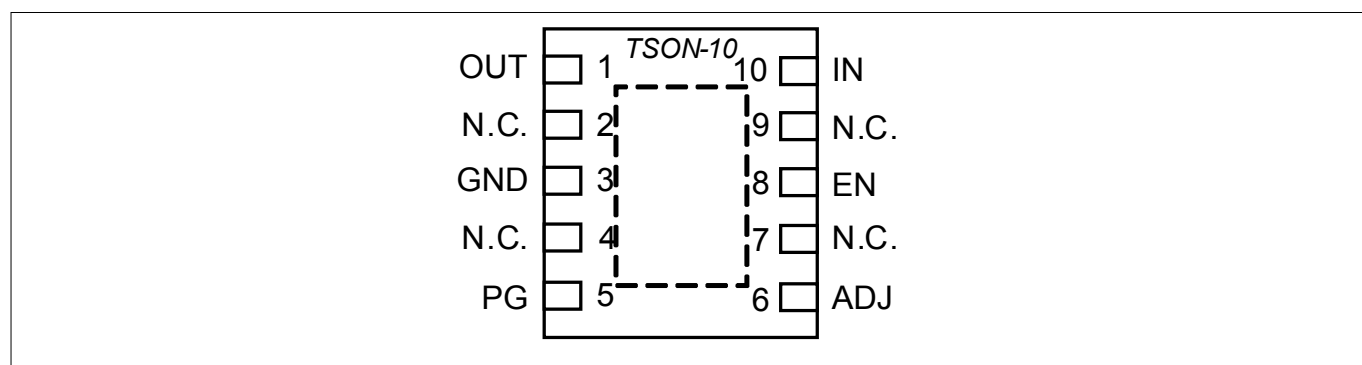 TSON-10
OUT 1 10 IN
N.C. 2 9 N.C.
GND 3 8 EN
N.C. 4 7 N.C.
PG 5 6 ADJ